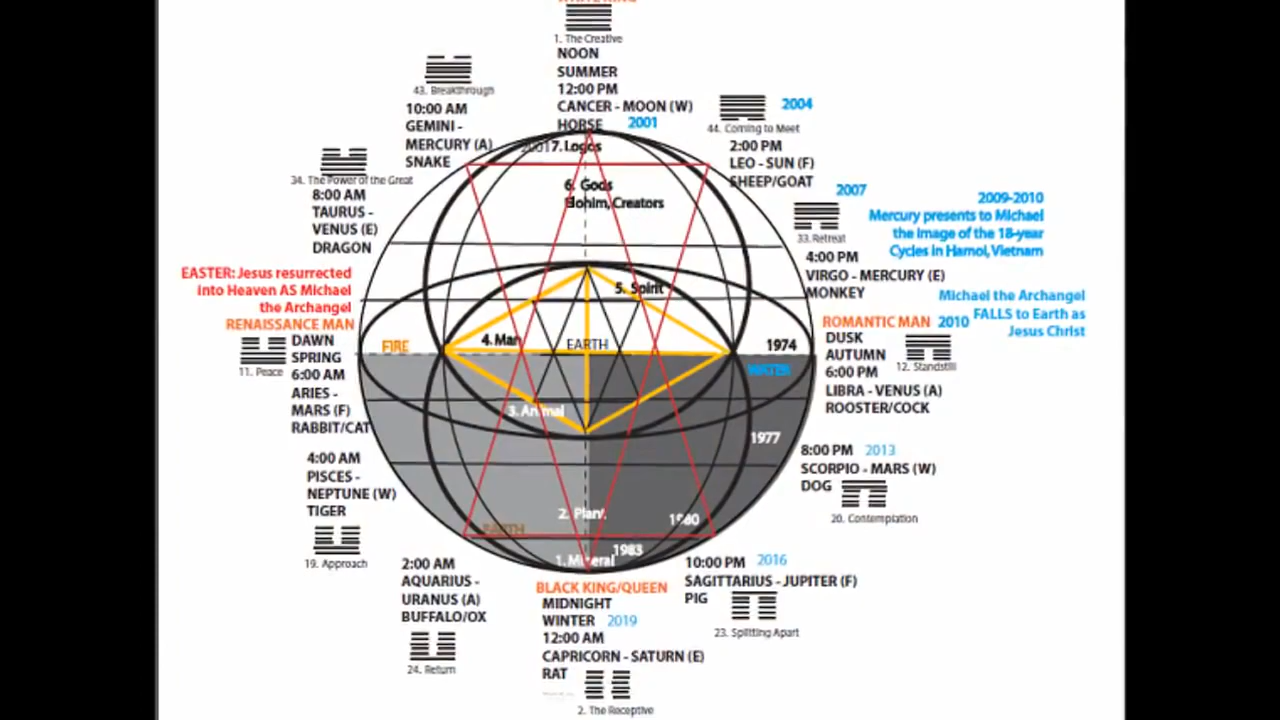 1. The Creative
NOON
SUMMER
12:00 PM
CANCER - MOON (W)
HORSE
2001
43. Breakthrough
10:00 AM
GEMINI -
MERCURY (A)
SNAKE
2004
44. Coming to Meet
2:00 PM
LEO - SUN (F)
SHEEP/GOAT
2001
7. Logos
6. Gods
Elohim, Creators
34. The Power of the Great
8:00 AM
TAURUS -
VENUS (E)
DRAGON
2007
33. Retreat
4:00 PM
VIRGO - MERCURY (E)
MONKEY
2009-2010
Mercury presents to Michael
the image of the 18-year
Cycles in Hanoi, Vietnam
EASTER: Jesus resurrected
into Heaven AS Michael
the Archangel
5. Spirit
Michael the Archangel
FALLS to Earth as
Jesus Christ
RENAISSANCE MAN
11. Peace
DAWN
SPRING
6:00 AM
ARIES -
MARS (F)
RABBIT/CAT
FIRE
4. Man
EARTH
1974
WATER
ROMANTIC MAN
2010
DUSK
AUTUMN
6:00 PM
LIBRA - VENUS (A)
ROOSTER/COCK
12. Standstill
3. Animal
1977
4:00 AM
PISCES -
NEPTUNE (W)
TIGER
19. Approach
8:00 PM
2013
SCORPIO - MARS (W)
DOG
20. Contemplation
2. Plant
1980
EARTH
1983
1. Mineral
2:00 AM
AQUARIUS -
URANUS (A)
BUFFALO/OX
24. Return
BLACK KING/QUEEN
MIDNIGHT
WINTER
2019
12:00 AM
CAPRICORN - SATURN (E)
RAT
2. The Receptive
10:00 PM
2016
SAGITTARIUS - JUPITER (F)
PIG
23. Splitting Apart